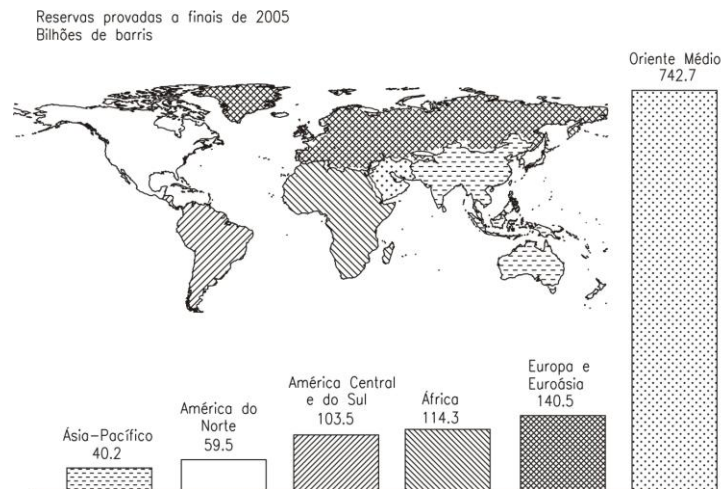 Reservas provadas a finais de 2005
Bilhões de barris
Oriente Médio
742.7
Europa e
Euroásia
140.5
América Central
e do Sul
103.5
África
114.3
América do
Norte
59.5
Ásia-Pacífico
40.2